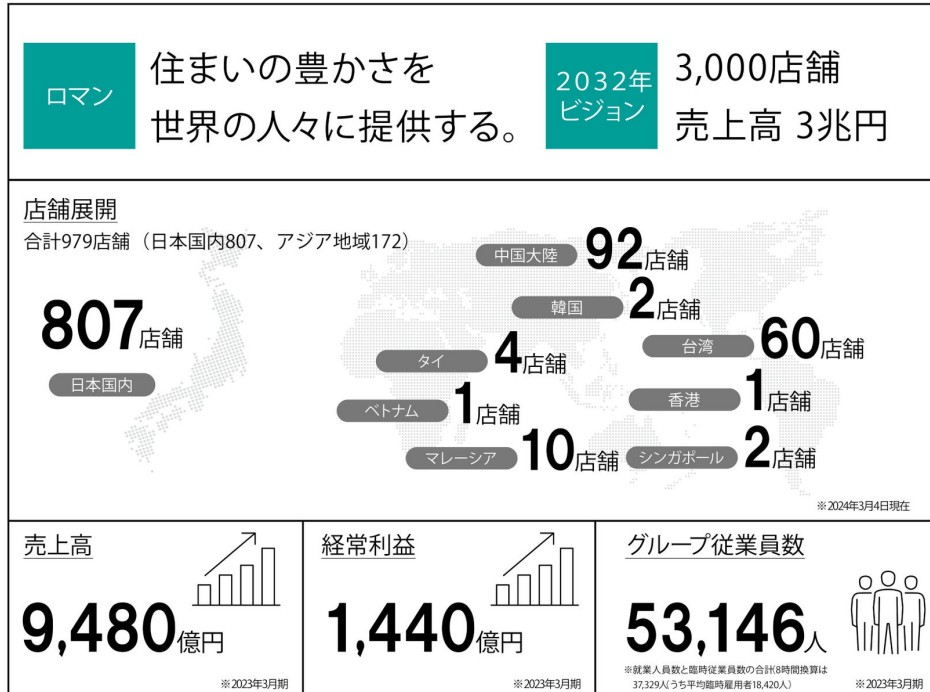 ロマン
住まいの豊かさを
世界の人々に提供する。
2032年
ビジョン
3,000店舗
売上高 3兆円
店舗展開
合計979店舗（日本国内807、アジア地域172）
807店舗
日本国内
中国大陸 92店舗
韓国 2店舗
台湾 60店舗
タイ 4店舗
香港 1店舗
ベトナム 1店舗
マレーシア 10店舗
シンガポール 2店舗
※2024年3月4日現在
売上高
9,480億円
※2023年3月期
経常利益
1,440億円
※2023年3月期
グループ従業員数
53,146人
※就業人員数と臨時従業員数の合計(8時間換算は
37,329人(うち平均臨時雇用者18,420人)
※2023年3月期